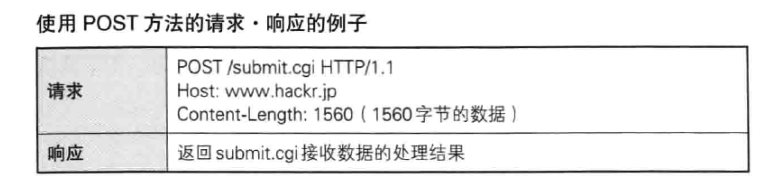 使用 POST 方法的请求·响应的例子
请求
POST /submit.cgi HTTP/1.1
Host: www.hackr.jp
Content-Length: 1560（1560字节的数据）
响应
返回 submit.cgi 接收数据的处理结果